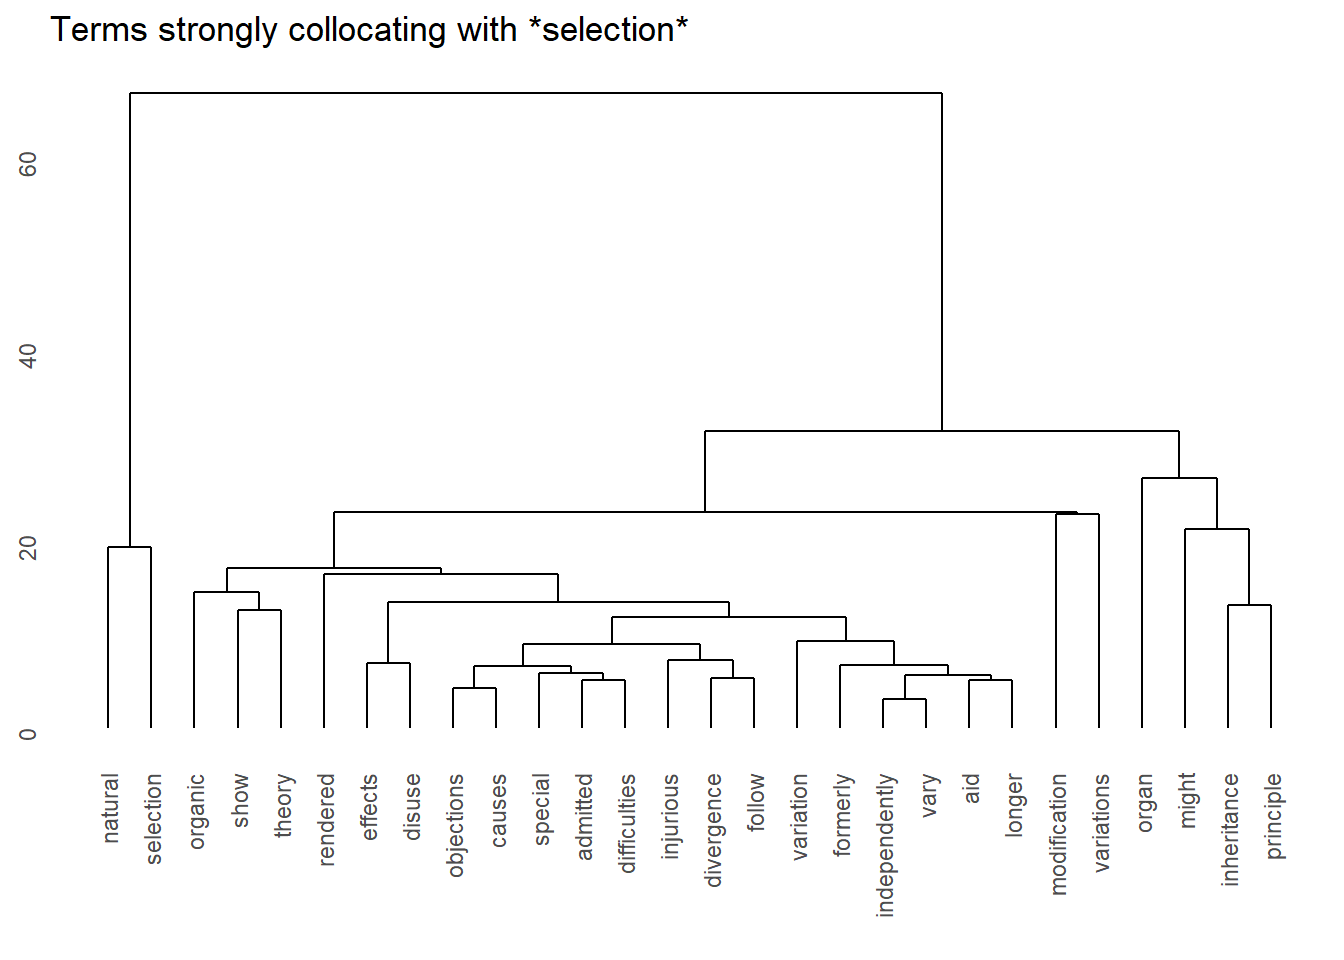 Terms strongly collocating with *selection*
60
40
20
0
natural
selection
organic
show
theory
rendered
effects
disuse
objections
causes
special
admitted
difficulties
injurious
divergence
follow
variation
formerly
independently
vary
aid
longer
modification
variations
organ
might
inheritance
principle